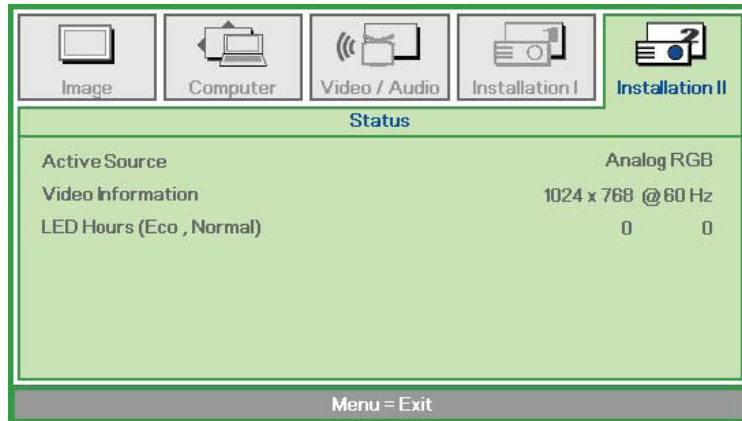 Image Computer Video / Audio Installation I Installation II
Status
Active Source Analog RGB
Video Information 1024 x 768 @ 60 Hz
LED Hours (Eco , Normal) 0 0
Menu = Exit